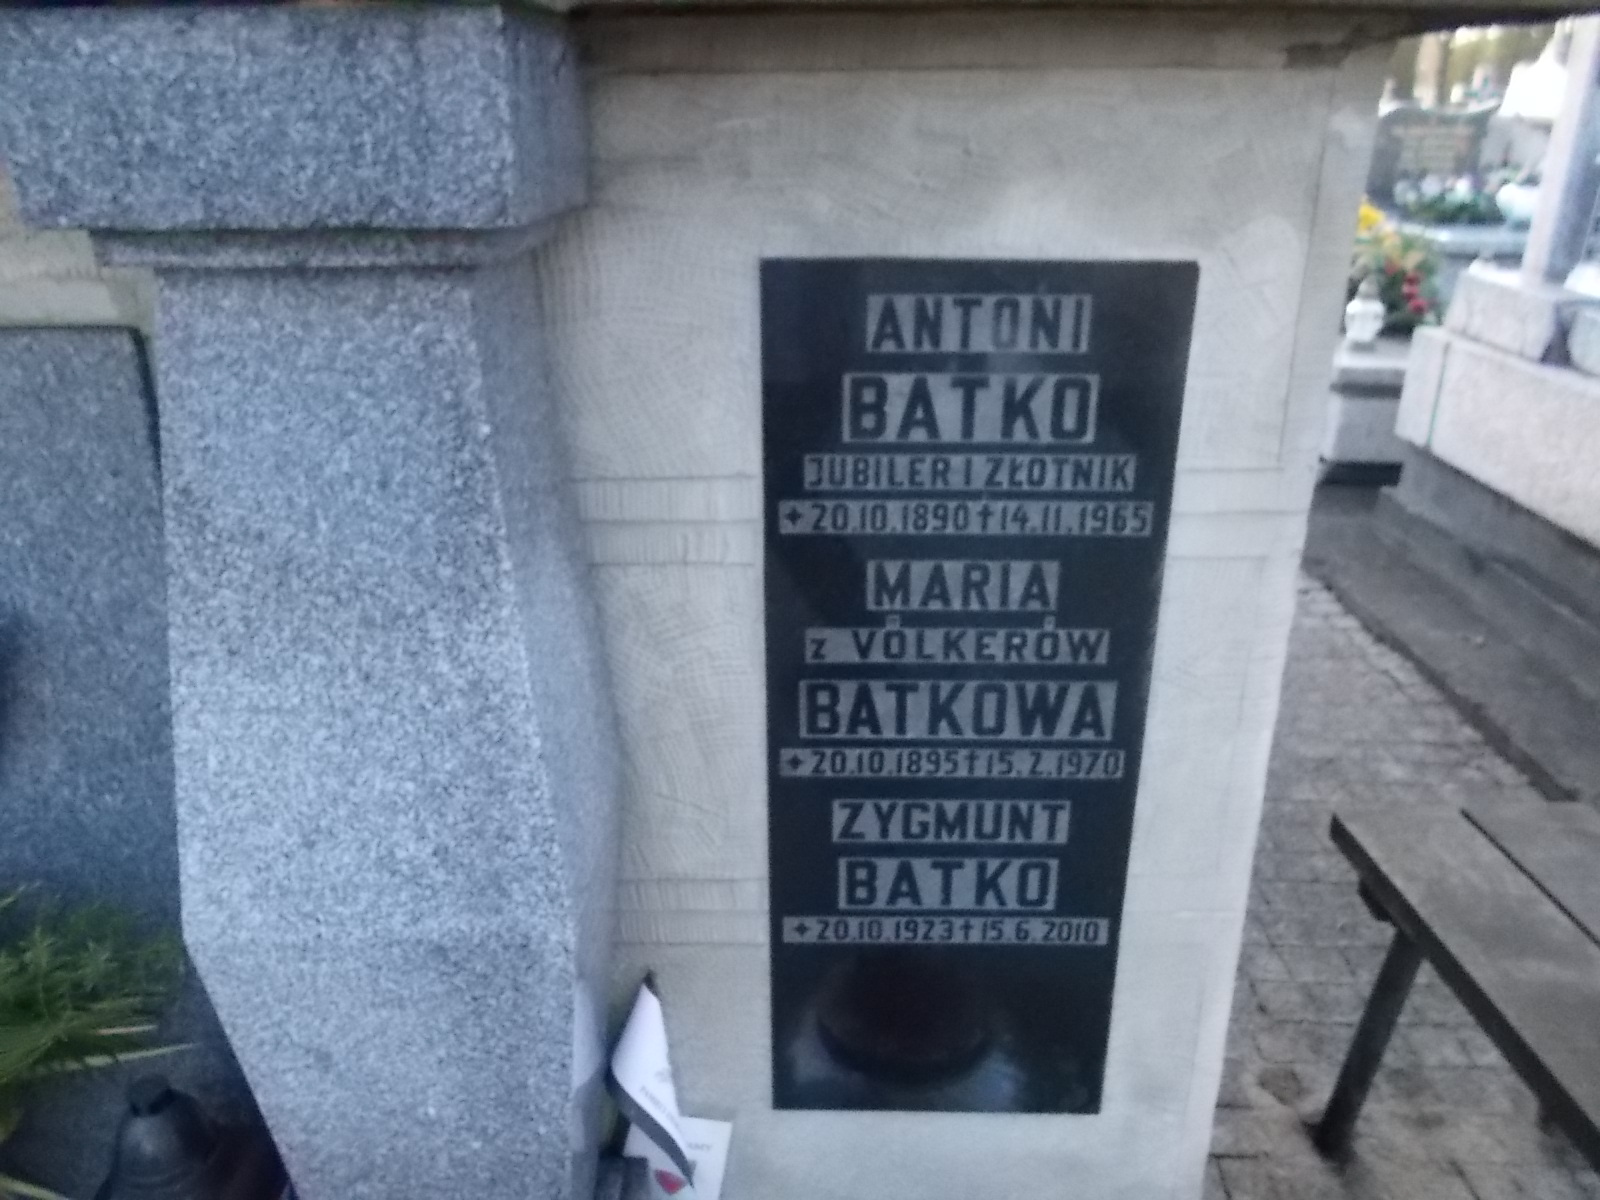 ANTONI
BATKO
JUBILER I ZŁOTNIK
✦20.10.1890✝14.11.1965
MARIA
z VÖLKERÓW
BATKOWA
✦20.10.1895✝15.2.1970
ZYGMUNT
BATKO
✦20.10.1923✝15.6.2010